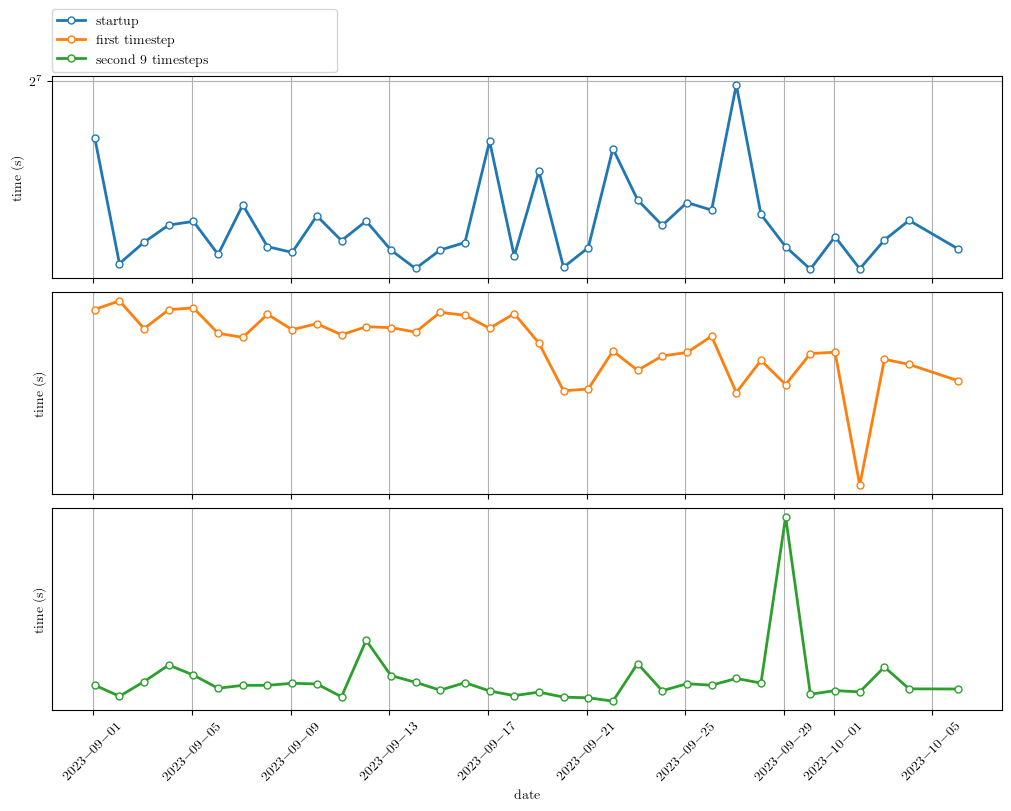 startup
first timestep
second 9 timesteps
2⁷
time (s)
time (s)
time (s)
2023−09−01
2023−09−05
2023−09−09
2023−09−13
2023−09−17
2023−09−21
2023−09−25
2023−09−29
2023−10−01
2023−10−05
date